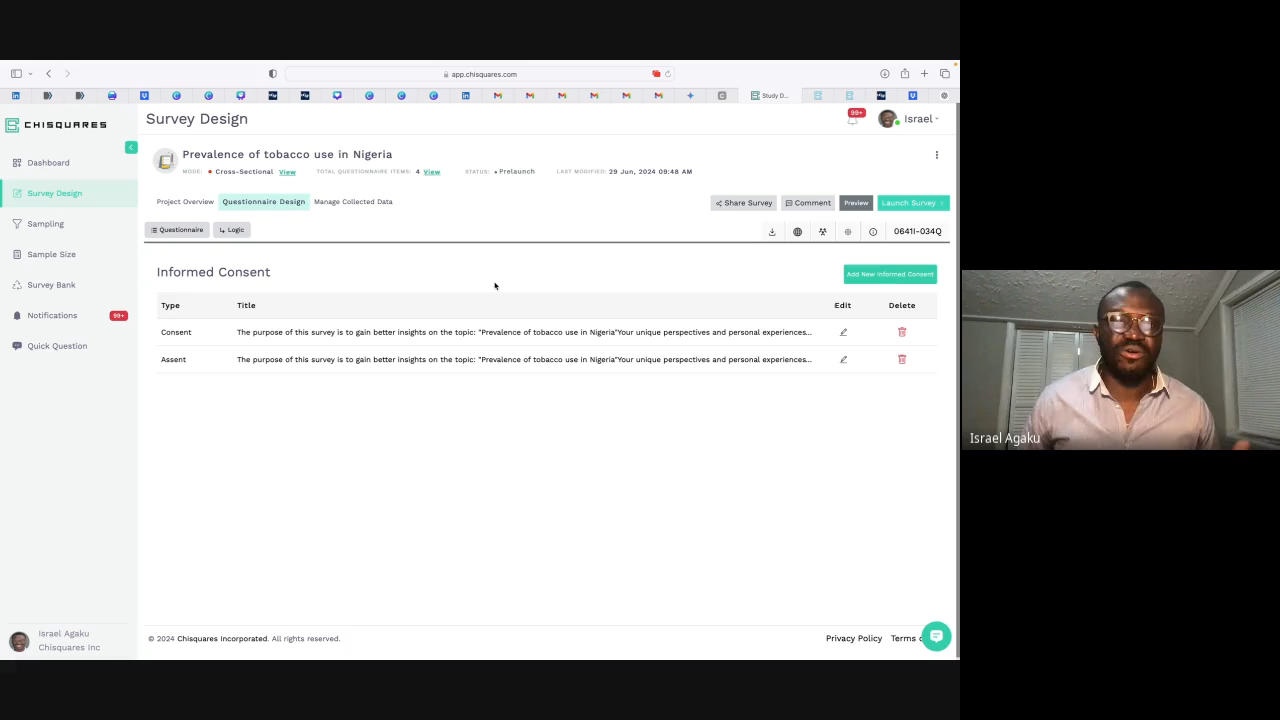 app.chisquares.com
Study D...
CHISQUARES
Survey Design
99+
Israel
Dashboard
Survey Design
Sampling
Sample Size
Survey Bank
Notifications 99+
Quick Question
Prevalence of tobacco use in Nigeria
MODE: • Cross-Sectional View TOTAL QUESTIONNAIRE ITEMS: 4 View STATUS: • Prelaunch LAST MODIFIED: 29 Jun, 2024 09:48 AM
Project Overview Questionnaire Design Manage Collected Data
Share Survey Comment Preview Launch Survey
Questionnaire Logic
0641I-034Q
Informed Consent
Add New Informed Consent
Type Title Edit Delete
Consent The purpose of this survey is to gain better insights on the topic: "Prevalence of tobacco use in Nigeria"Your unique perspectives and personal experiences...
Assent The purpose of this survey is to gain better insights on the topic: "Prevalence of tobacco use in Nigeria"Your unique perspectives and personal experiences...
Israel Agaku
Israel Agaku
Chisquares Inc
© 2024 Chisquares Incorporated. All rights reserved.
Privacy Policy Terms